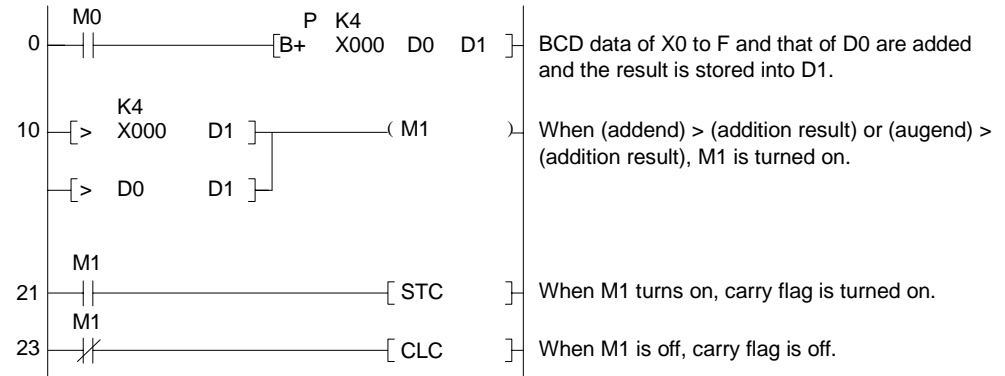 M0 P K4
0 B+ X000 D0 D1 BCD data of X0 to F and that of D0 are added
and the result is stored into D1.
K4
10 > X000 D1 M1 When (addend) > (addition result) or (augend) >
(addition result), M1 is turned on.
> D0 D1
M1
21 STC When M1 turns on, carry flag is turned on.
M1
23 CLC When M1 is off, carry flag is off.